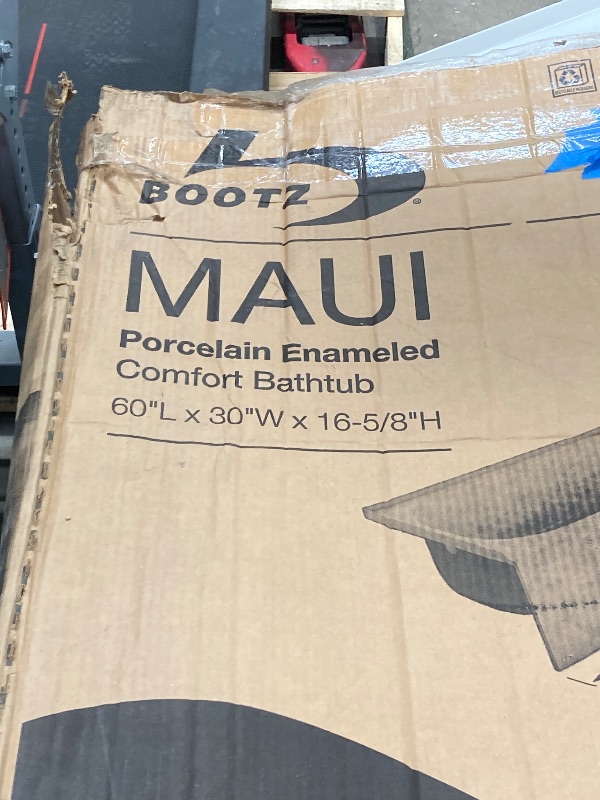 BOOTZ®
MAUI
Porcelain Enameled
Comfort Bathtub
60"L x 30"W x 16-5/8"H